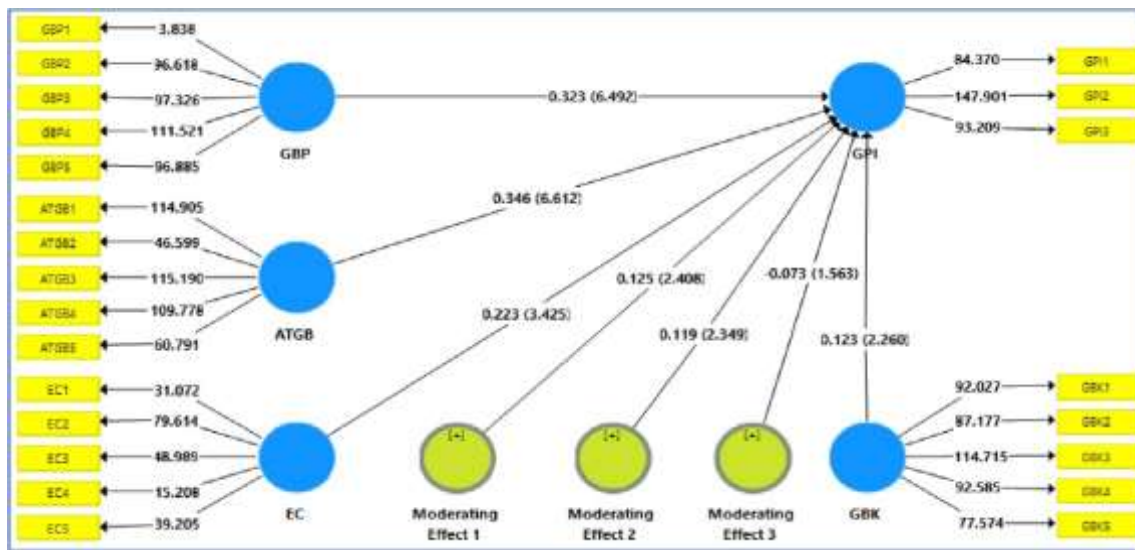 GBP1
3.838
GBP2
96.618
GBP3
97.326
GBP4
111.521
GBP5
96.885
GBP
0.323 (6.492)
GPI
84.370
GPI1
147.901
GPI2
93.209
GPI3
ATGB1
114.905
ATGB2
46.599
ATGB3
115.190
ATGB4
109.778
ATGB5
60.791
ATGB
0.346 (6.612)
0.125 (2.408)
-0.073 (1.563)
0.223 (3.425)
0.119 (2.349)
0.123 (2.260)
EC1
31.072
EC2
79.614
EC3
48.989
EC4
15.208
EC5
39.205
EC
[+]
Moderating
Effect 1
[+]
Moderating
Effect 2
[+]
Moderating
Effect 3
GBK
92.027
GBK1
87.177
GBK2
114.715
GBK3
92.585
GBK4
77.574
GBK5